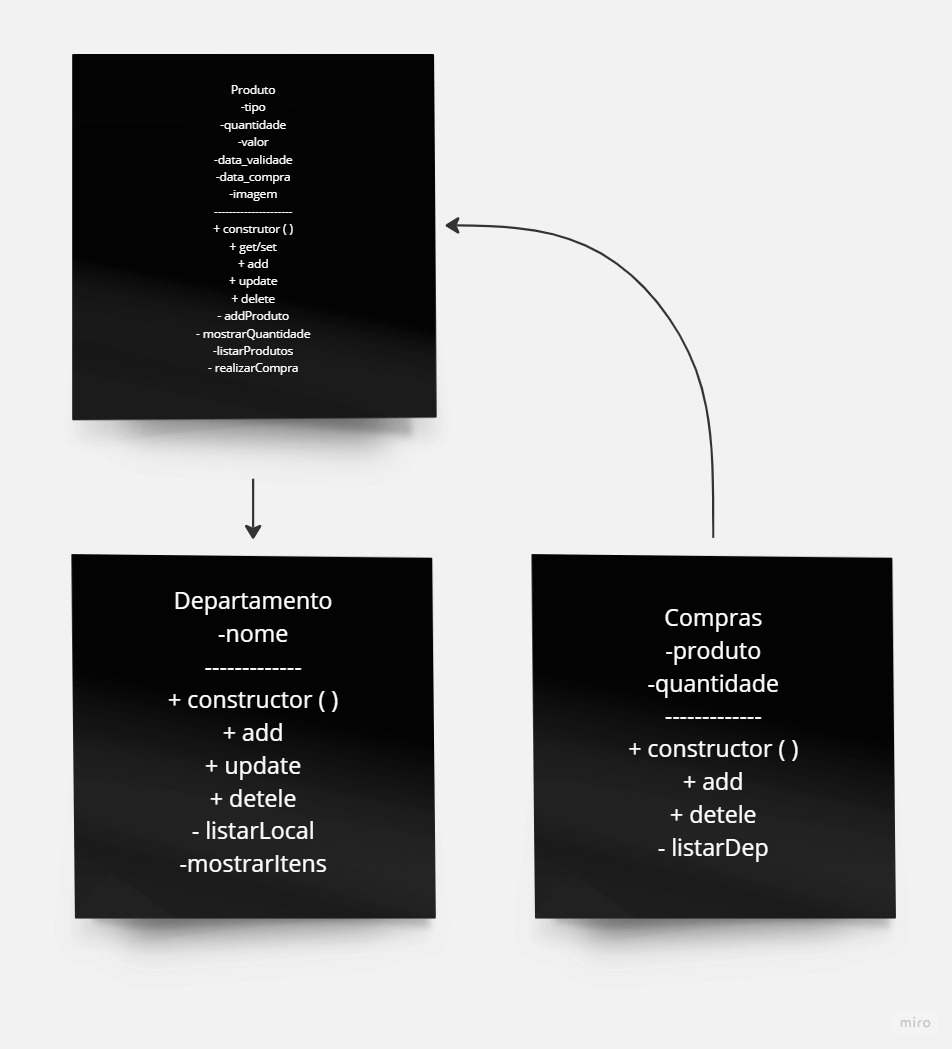 Produto
-tipo
-quantidade
-valor
-data_validade
-data_compra
-imagem
---------------------
+ construtor ( )
+ get/set
+ add
+ update
+ delete
- addProduto
- mostrarQuantidade
-listarProdutos
- realizarCompra
Departamento
-nome
-------------
+ constructor ( )
+ add
+ update
+ detele
- listarLocal
-mostrarItens
Compras
-produto
-quantidade
-------------
+ constructor ( )
+ add
+ detele
- listarDep
miro